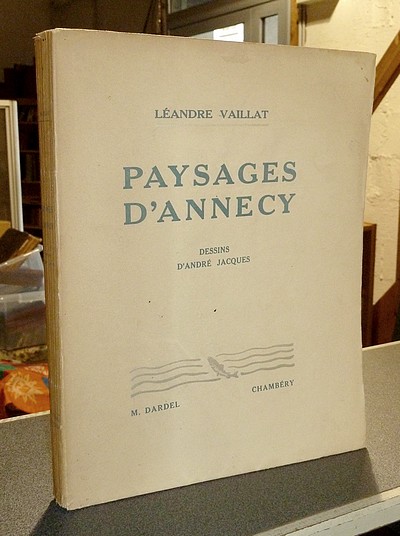 LÉANDRE VAILLAT
PAYSAGES
D'ANNECY
DESSINS
D'ANDRÉ JACQUES
M. DARDEL
CHAMBÉRY